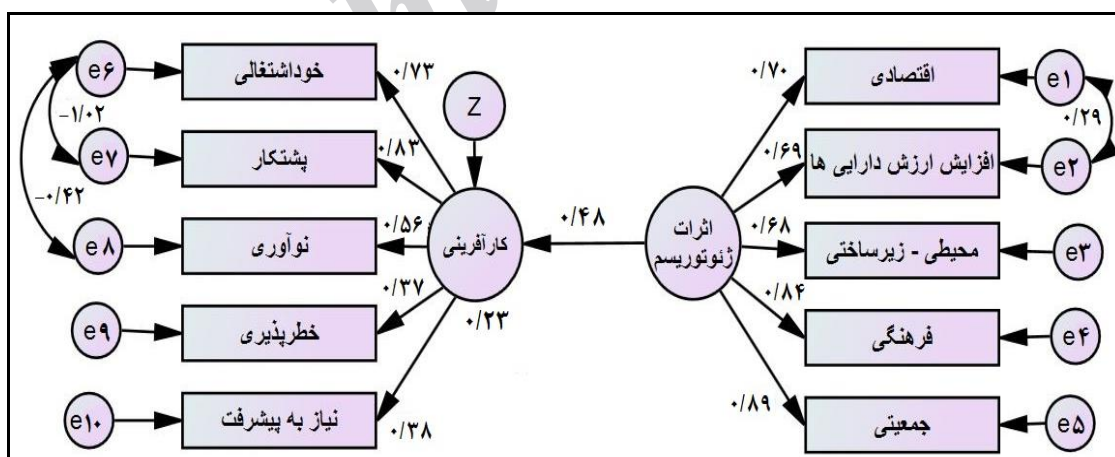 e۶
خوداشتغالی
۰/۷۳
-۱/۰۲
e۷
پشتکار
۰/۸۳
-۰/۴۲
e۸
نوآوری
۰/۵۶
e۹
خطرپذیری
۰/۳۷
e۱۰
نیاز به پیشرفت
۰/۳۸
Z
کارآفرینی
۰/۲۳
۰/۴۸
اثرات
ژئوتوریسم
۰/۷۰
اقتصادی
e۱
۰/۲۹
۰/۶۹
افزایش ارزش دارایی ها
e۲
۰/۶۸
محیطی - زیرساختی
e۳
۰/۸۴
فرهنگی
e۴
۰/۸۹
جمعیتی
e۵